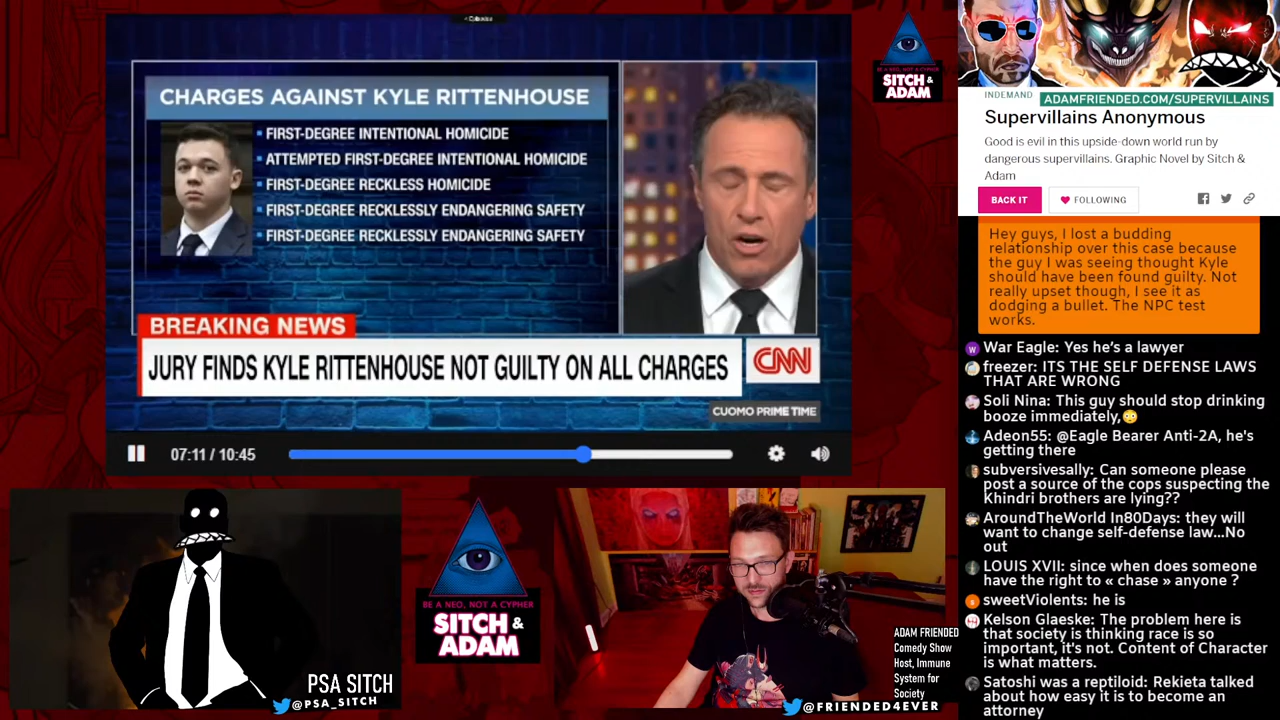 CHARGES AGAINST KYLE RITTENHOUSE
FIRST-DEGREE INTENTIONAL HOMICIDE
ATTEMPTED FIRST-DEGREE INTENTIONAL HOMICIDE
FIRST-DEGREE RECKLESS HOMICIDE
FIRST-DEGREE RECKLESSLY ENDANGERING SAFETY
FIRST-DEGREE RECKLESSLY ENDANGERING SAFETY
BREAKING NEWS
JURY FINDS KYLE RITTENHOUSE NOT GUILTY ON ALL CHARGES
CNN
CUOMO PRIME TIME
07:11 / 10:45
BE A NEO, NOT A CYPHER
SITCH &
ADAM
INDEMAND
ADAMFRIENDED.COM/SUPERVILLAINS
Supervillains Anonymous
Good is evil in this upside-down world run by
dangerous supervillains. Graphic Novel by Sitch &
Adam
BACK IT
FOLLOWING
Hey guys, I lost a budding
relationship over this case because
the guy I was seeing thought Kyle
should have been found guilty. Not
really upset though, I see it as
dodging a bullet. The NPC test
works.
War Eagle: Yes he's a lawyer
freezer: ITS THE SELF DEFENSE LAWS
THAT ARE WRONG
Soli Nina: This guy should stop drinking
booze immediately,😳
Adeon55: @Eagle Bearer Anti-2A, he's
getting there
subversivesally: Can someone please
post a source of the cops suspecting the
Khindri brothers are lying??
AroundTheWorld In80Days: they will
want to change self-defense law...No
out
LOUIS XVII: since when does someone
have the right to « chase » anyone ?
sweetViolents: he is
Kelson Glaeske: The problem here is
that society is thinking race is so
important, it's not. Content of Character
is what matters.
Satoshi was a reptiloid: Rekieta talked
about how easy it is to become an
attorney
PSA SITCH
@PSA_SITCH
BE A NEO, NOT A CYPHER
SITCH &
ADAM
ADAM FRIENDED
Comedy Show
Host, Immune
System for
Society
@FRIENDED4EVER